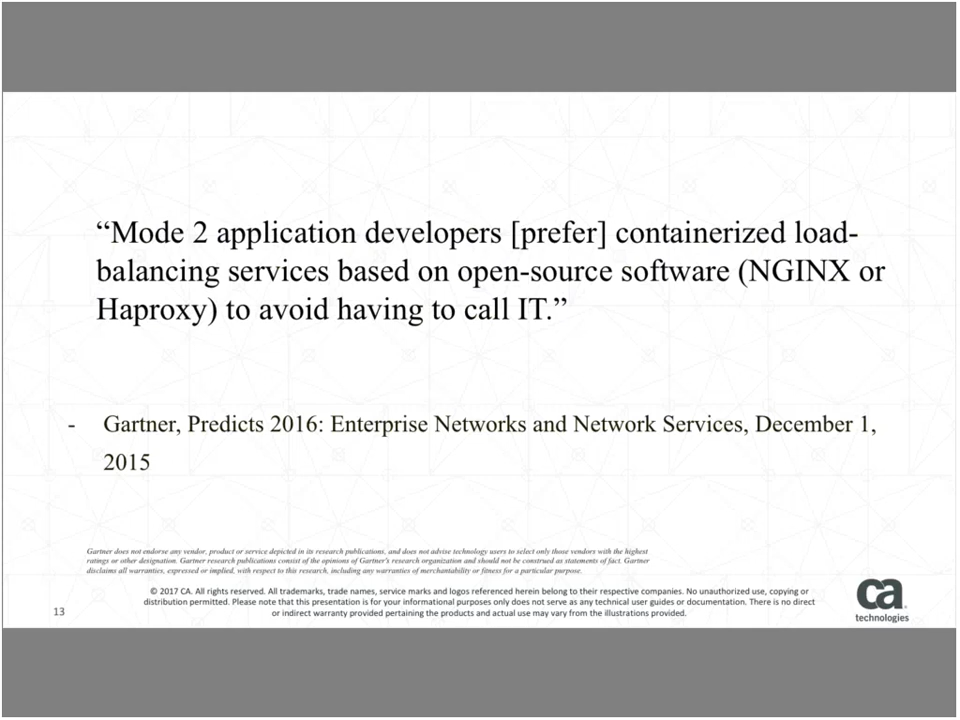 “Mode 2 application developers [prefer] containerized load-
balancing services based on open-source software (NGINX or
Haproxy) to avoid having to call IT.”
- Gartner, Predicts 2016: Enterprise Networks and Network Services, December 1,
2015
Gartner does not endorse any vendor, product or service depicted in its research publications, and does not advise technology users to select only those vendors with the highest
ratings or other designation. Gartner research publications consist of the opinions of Gartner's research organization and should not be construed as statements of fact. Gartner
disclaims all warranties, expressed or implied, with respect to this research, including any warranties of merchantability or fitness for a particular purpose.
© 2017 CA. All rights reserved. All trademarks, trade names, service marks and logos referenced herein belong to their respective companies. No unauthorized use, copying or
distribution permitted. Please note that this presentation is for your informational purposes only does not serve as any technical user guides or documentation. There is no direct
or indirect warranty provided pertaining the products and actual use may vary from the illustrations provided.
13
ca
technologies